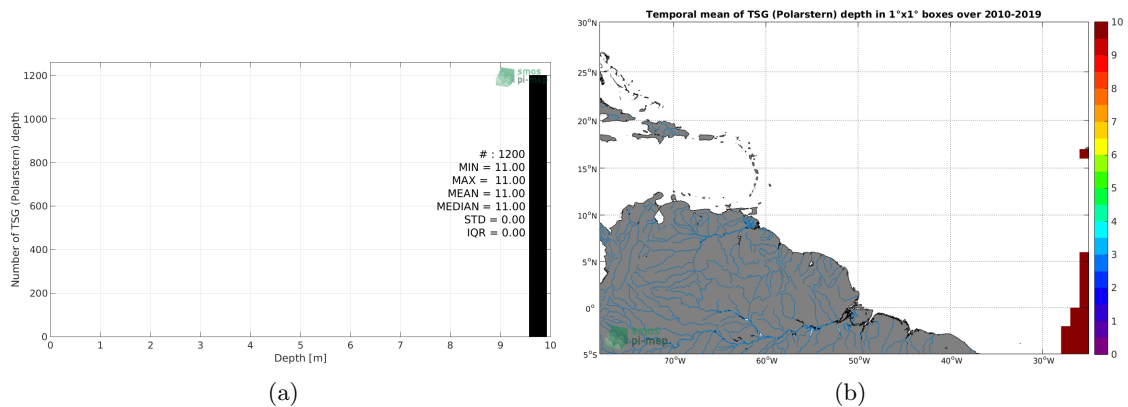 smos
pi-mep
1200
1000
800
600
400
200
0
Number of TSG (Polarstern) depth
# : 1200
MIN = 11.00
MAX = 11.00
MEAN = 11.00
MEDIAN = 11.00
STD = 0.00
IQR = 0.00
0 1 2 3 4 5 6 7 8 9 10
Depth [m]
(a)
Temporal mean of TSG (Polarstern) depth in 1°x1° boxes over 2010-2019
30°N
25°N
20°N
15°N
10°N
5°N
0°
5°S
70°W 60°W 50°W 40°W 30°W
smos
pi-mep
10
9
8
7
6
5
4
3
2
1
0
(b)